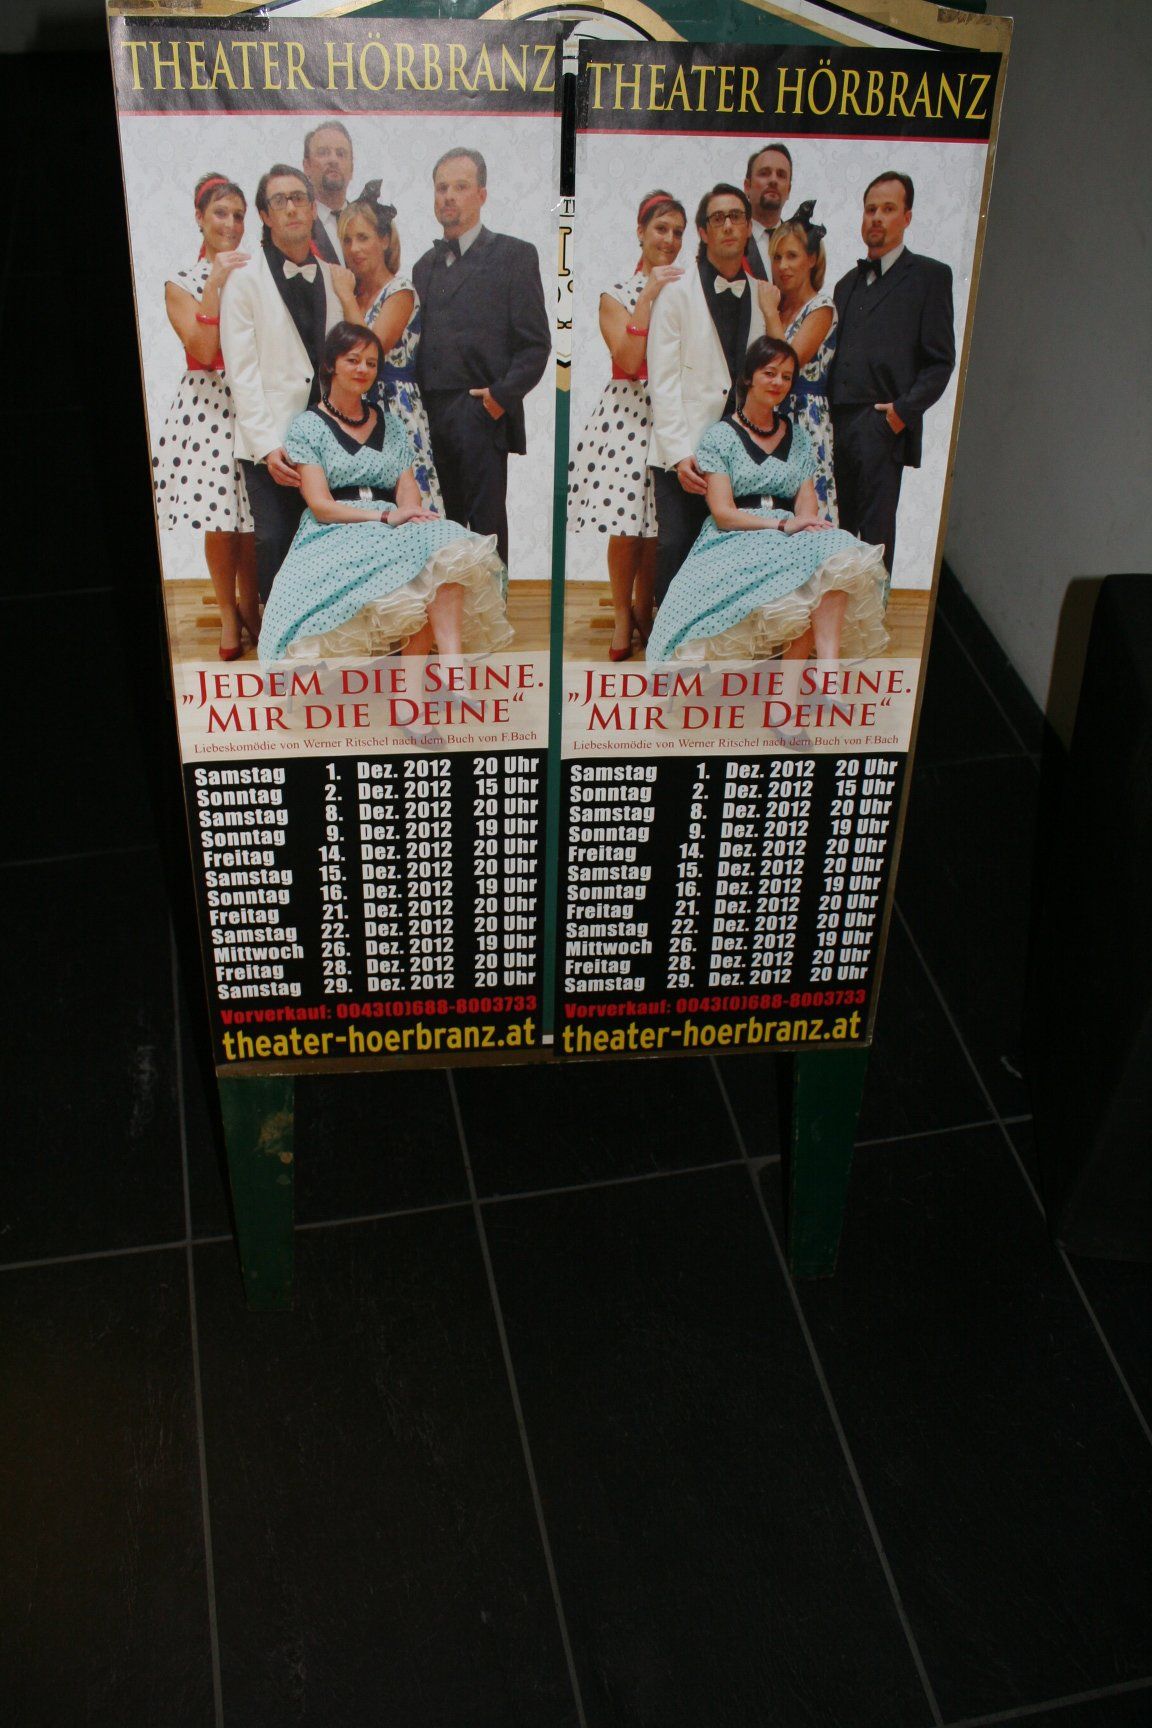 THEATER HÖRBRANZ
„JEDEM DIE SEINE.
MIR DIE DEINE“
Liebeskomödie von Werner Ritschel nach dem Buch von F.Bach
Samstag 1. Dez. 2012 20 Uhr
Sonntag 2. Dez. 2012 15 Uhr
Samstag 8. Dez. 2012 20 Uhr
Sonntag 9. Dez. 2012 19 Uhr
Freitag 14. Dez. 2012 20 Uhr
Samstag 15. Dez. 2012 20 Uhr
Sonntag 16. Dez. 2012 19 Uhr
Freitag 21. Dez. 2012 20 Uhr
Samstag 22. Dez. 2012 20 Uhr
Mittwoch 26. Dez. 2012 19 Uhr
Freitag 28. Dez. 2012 20 Uhr
Samstag 29. Dez. 2012 20 Uhr
Vorverkauf: 0043(0)688-8003733
theater-hoerbranz.at
THEATER HÖRBRANZ
„JEDEM DIE SEINE.
MIR DIE DEINE“
Liebeskomödie von Werner Ritschel nach dem Buch von F.Bach
Samstag 1. Dez. 2012 20 Uhr
Sonntag 2. Dez. 2012 15 Uhr
Samstag 8. Dez. 2012 20 Uhr
Sonntag 9. Dez. 2012 19 Uhr
Freitag 14. Dez. 2012 20 Uhr
Samstag 15. Dez. 2012 20 Uhr
Sonntag 16. Dez. 2012 19 Uhr
Freitag 21. Dez. 2012 20 Uhr
Samstag 22. Dez. 2012 20 Uhr
Mittwoch 26. Dez. 2012 19 Uhr
Freitag 28. Dez. 2012 20 Uhr
Samstag 29. Dez. 2012 20 Uhr
Vorverkauf: 0043(0)688-8003733
theater-hoerbranz.at